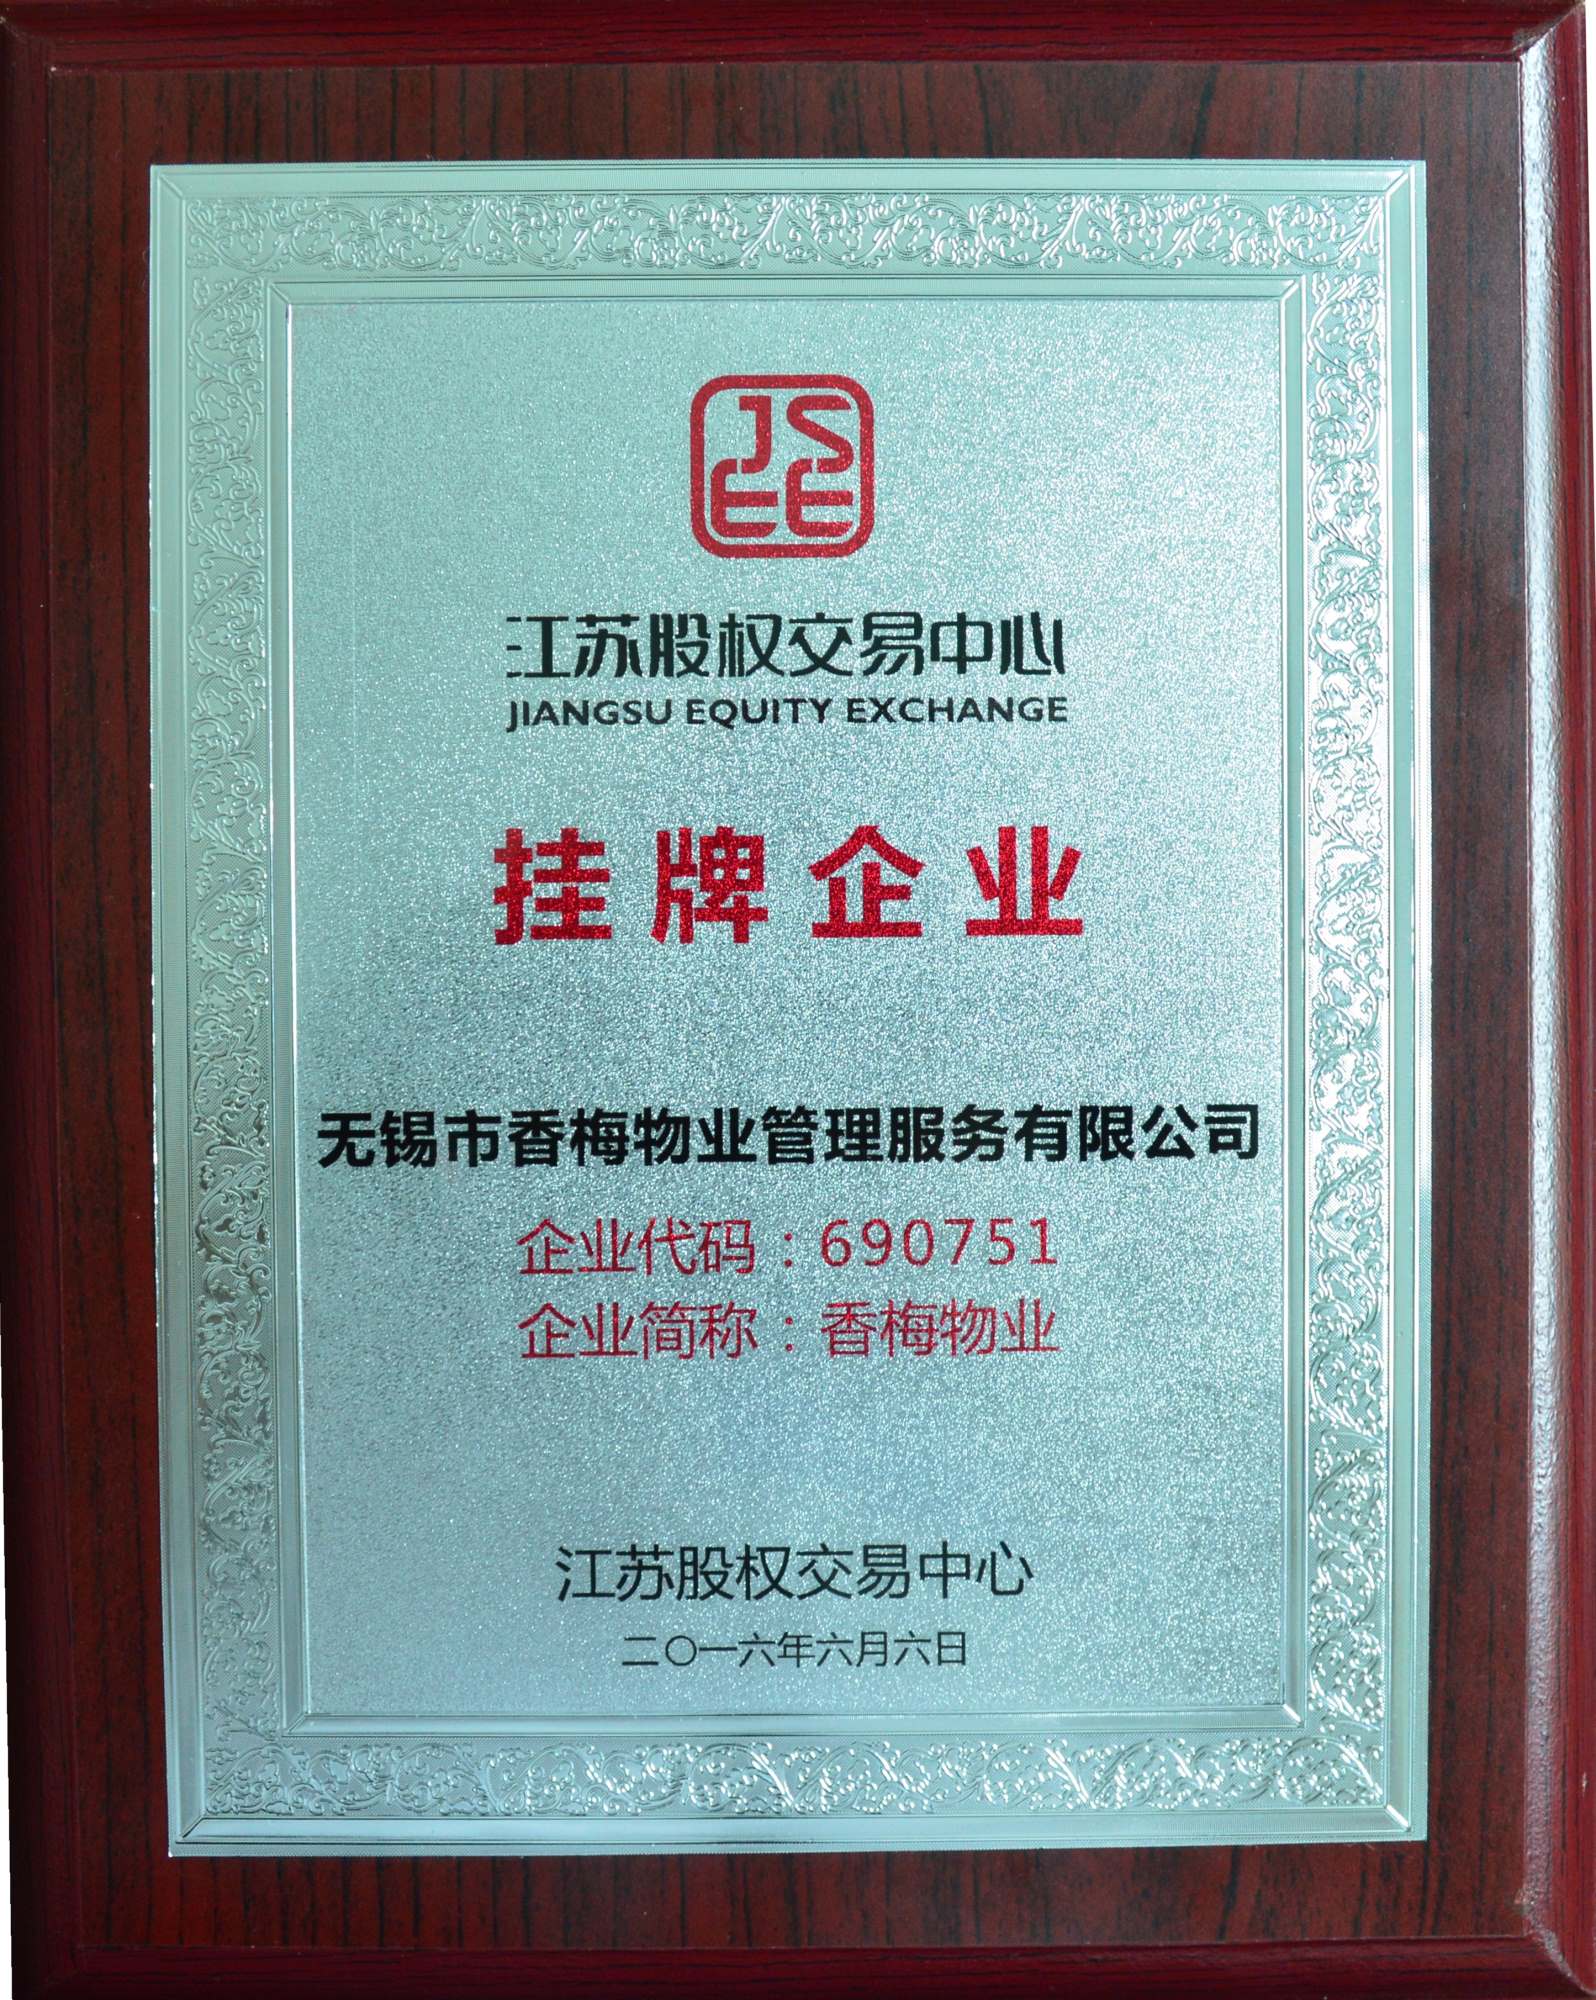 JS
EE
江苏股权交易中心
JIANGSU EQUITY EXCHANGE
挂牌企业
无锡市香梅物业管理服务有限公司
企业代码：690751
企业简称：香梅物业
江苏股权交易中心
二〇一六年六月六日